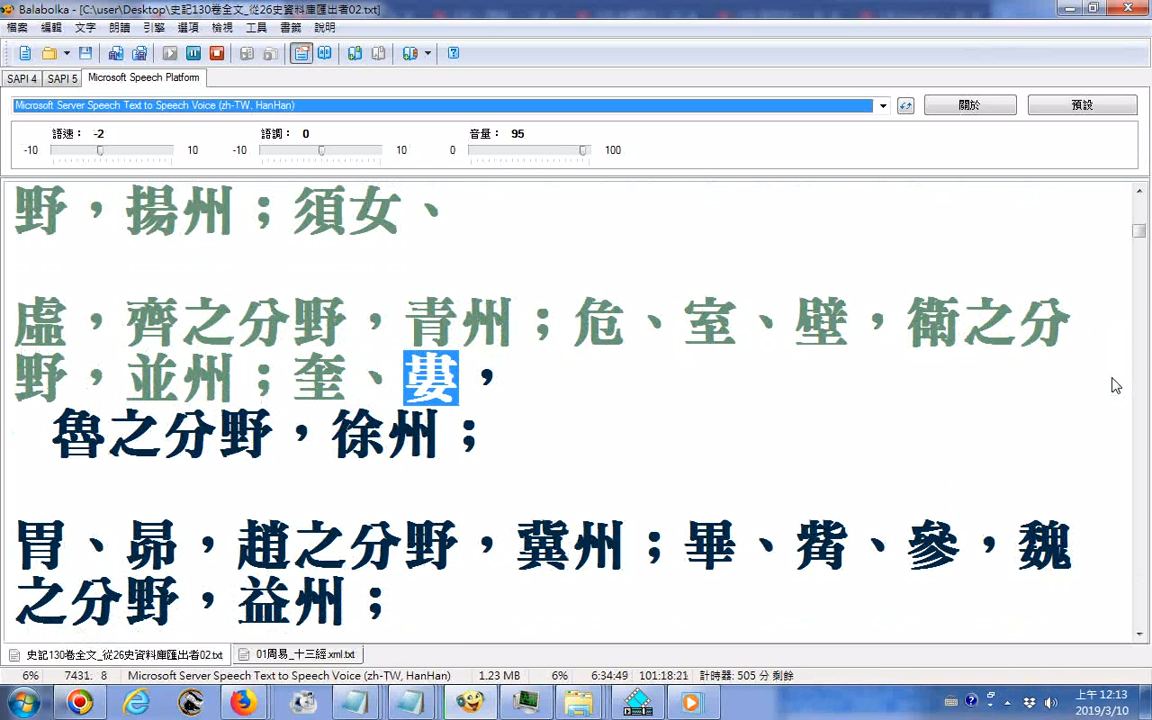 Balabolka - [C:\user\Desktop\史記130卷全文_從26史資料庫匯出者02.txt]
檔案 編輯 文字 朗讀 引擎 選項 檢視 工具 書籤 說明
SAPI 4 SAPI 5 Microsoft Speech Platform
Microsoft Server Speech Text to Speech Voice (zh-TW, HanHan) 關於 預設
語速： -2 語調： 0 音量： 95
-10 10 -10 10 0 100
野，揚州；須女、
虛，齊之分野，青州；危、室、壁，衛之分
野，並州；奎、婁，
魯之分野，徐州；
胃、昴，趙之分野，冀州；畢、觜、參，魏
之分野，益州；
史記130卷全文_從26史資料庫匯出者02.txt 01周易_十三經.xml.txt
6% 7431. 8 Microsoft Server Speech Text to Speech Voice (zh-TW, HanHan) 1.23 MB 6% 6:34:49 101:18:21 計時器: 505 分 剩餘
上午 12:13
2019/3/10